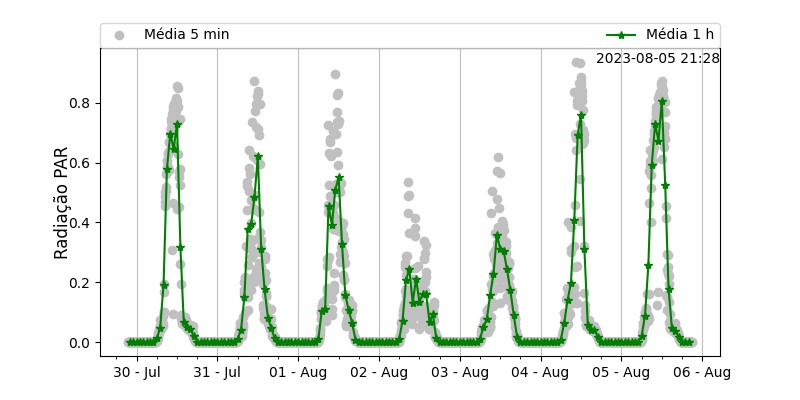 Média 5 min
Média 1 h
2023-08-05 21:28
Radiação PAR
0.8
0.6
0.4
0.2
0.0
30 - Jul
31 - Jul
01 - Aug
02 - Aug
03 - Aug
04 - Aug
05 - Aug
06 - Aug